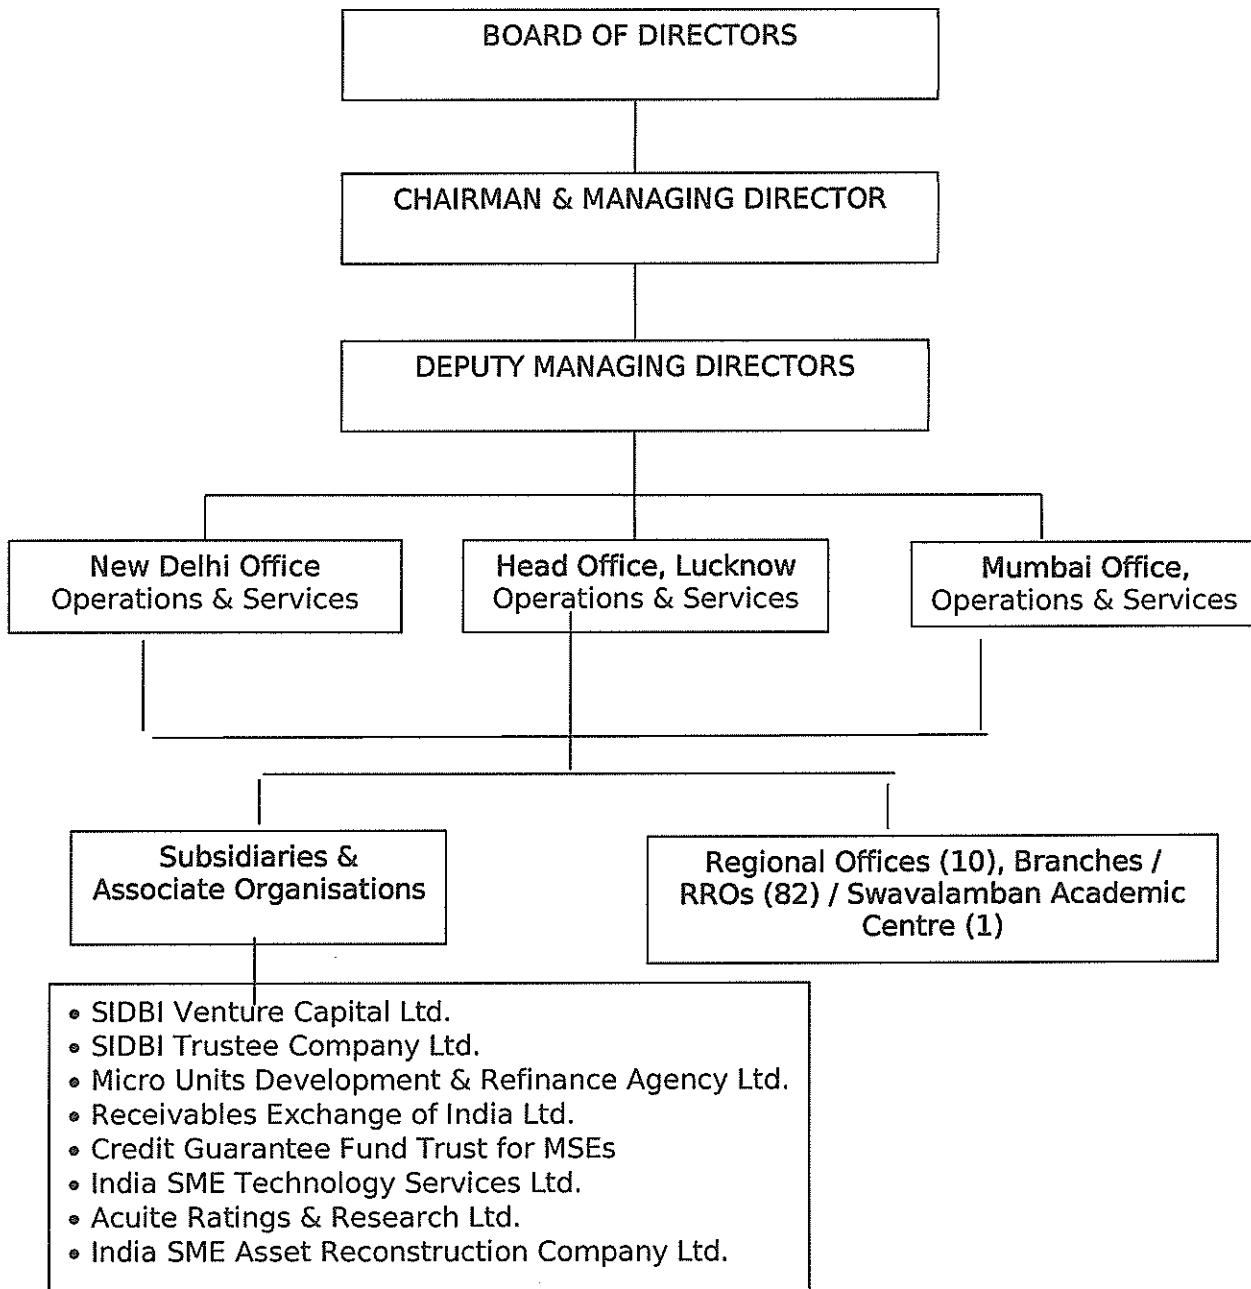 BOARD OF DIRECTORS
CHAIRMAN & MANAGING DIRECTOR
DEPUTY MANAGING DIRECTORS
New Delhi Office
Operations & Services
Head Office, Lucknow
Operations & Services
Mumbai Office,
Operations & Services
Subsidiaries &
Associate Organisations
Regional Offices (10), Branches /
RROs (82) / Swavalamban Academic
Centre (1)
• SIDBI Venture Capital Ltd.
• SIDBI Trustee Company Ltd.
• Micro Units Development & Refinance Agency Ltd.
• Receivables Exchange of India Ltd.
• Credit Guarantee Fund Trust for MSEs
• India SME Technology Services Ltd.
• Acuite Ratings & Research Ltd.
• India SME Asset Reconstruction Company Ltd.